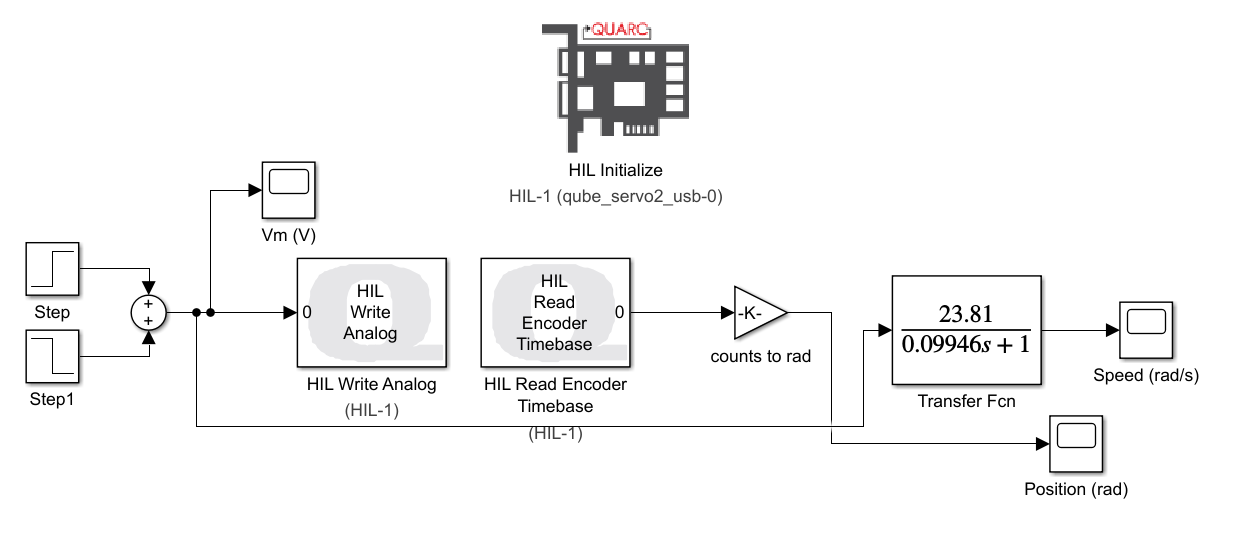 QUARC
HIL Initialize
HIL-1 (qube_servo2_usb-0)
Vm (V)
Step
+
+
Step1
0
HIL
Write
Analog
HIL Write Analog
(HIL-1)
HIL
Read
Encoder
Timebase
0
HIL Read Encoder
Timebase
(HIL-1)
-K-
counts to rad
23.81
0.09946s + 1
Transfer Fcn
Speed (rad/s)
Position (rad)